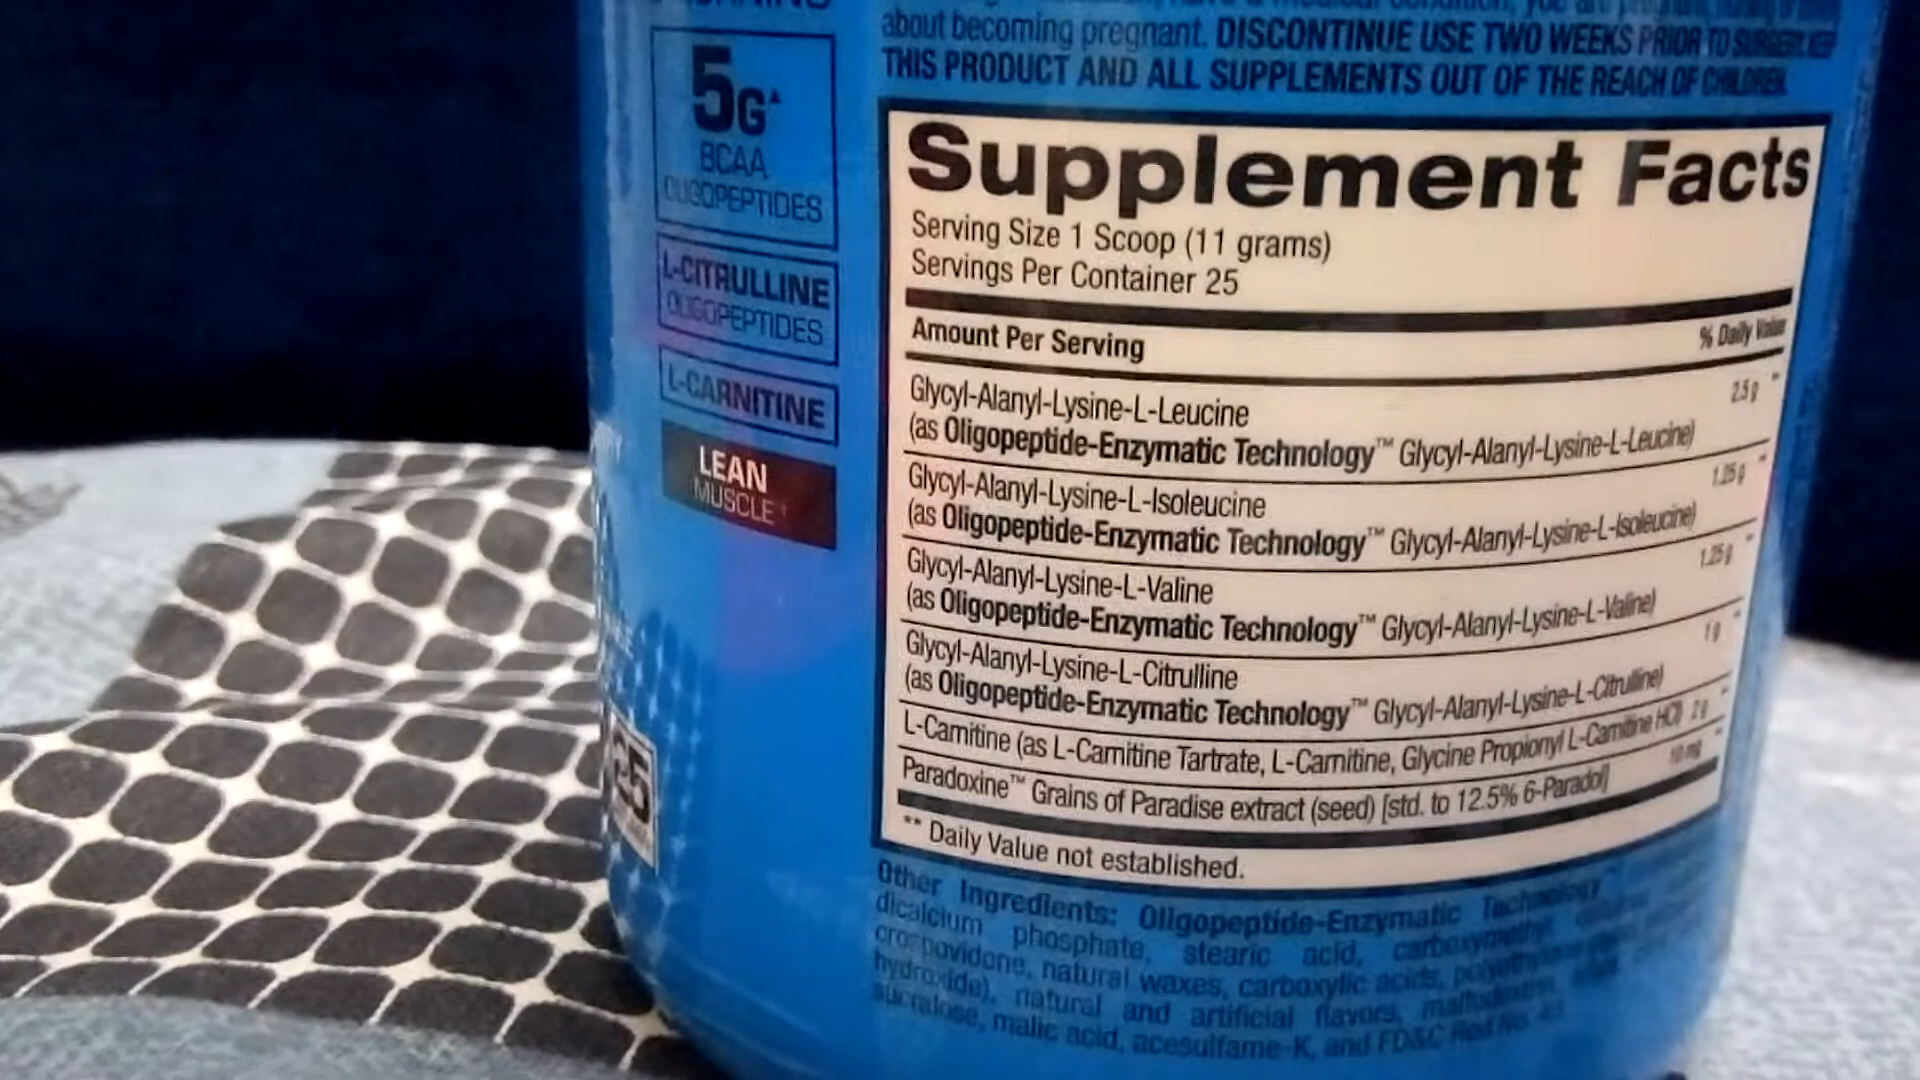 5G▲
BCAA
OLIGOPEPTIDES
L-CITRULLINE
OLIGOPEPTIDES
L-CARNITINE
LEAN
MUSCLE†
about becoming pregnant. DISCONTINUE USE TWO WEEKS PRIOR TO SURGERY. KEEP
THIS PRODUCT AND ALL SUPPLEMENTS OUT OF THE REACH OF CHILDREN.
Supplement Facts
Serving Size 1 Scoop (11 grams)
Servings Per Container 25
Amount Per Serving % Daily Value
Glycyl-Alanyl-Lysine-L-Leucine 2.5 g **
(as Oligopeptide-Enzymatic Technology™ Glycyl-Alanyl-Lysine-L-Leucine)
Glycyl-Alanyl-Lysine-L-Isoleucine 1.25 g **
(as Oligopeptide-Enzymatic Technology™ Glycyl-Alanyl-Lysine-L-Isoleucine)
Glycyl-Alanyl-Lysine-L-Valine 1.25 g **
(as Oligopeptide-Enzymatic Technology™ Glycyl-Alanyl-Lysine-L-Valine)
Glycyl-Alanyl-Lysine-L-Citrulline 1 g **
(as Oligopeptide-Enzymatic Technology™ Glycyl-Alanyl-Lysine-L-Citrulline)
L-Carnitine (as L-Carnitine Tartrate, L-Carnitine, Glycine Propionyl L-Carnitine HCl) 2 g **
Paradoxine™ Grains of Paradise extract (seed) [std. to 12.5% 6-Paradol] 10 mg **
** Daily Value not established.
Other Ingredients: Oligopeptide-Enzymatic Technology
dicalcium phosphate, stearic acid, carboxymethyl
crospovidone, natural waxes, carboxylic acids,
hydroxide), natural and artificial flavors, maltodextrin,
sucralose, malic acid, acesulfame-K, and FD&C Red No.